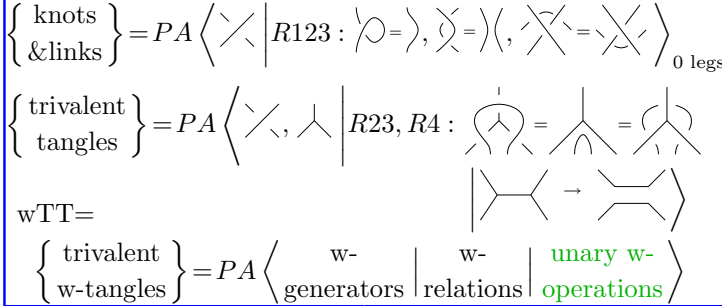 {knots &links} = PA ⟨ | R123 : = , = , = ⟩ 0 legs
{trivalent tangles} = PA ⟨ , | R23, R4 : = =
| → ⟩
wTT=
{trivalent w-tangles} = PA ⟨ w-generators | w-relations | unary w-operations ⟩